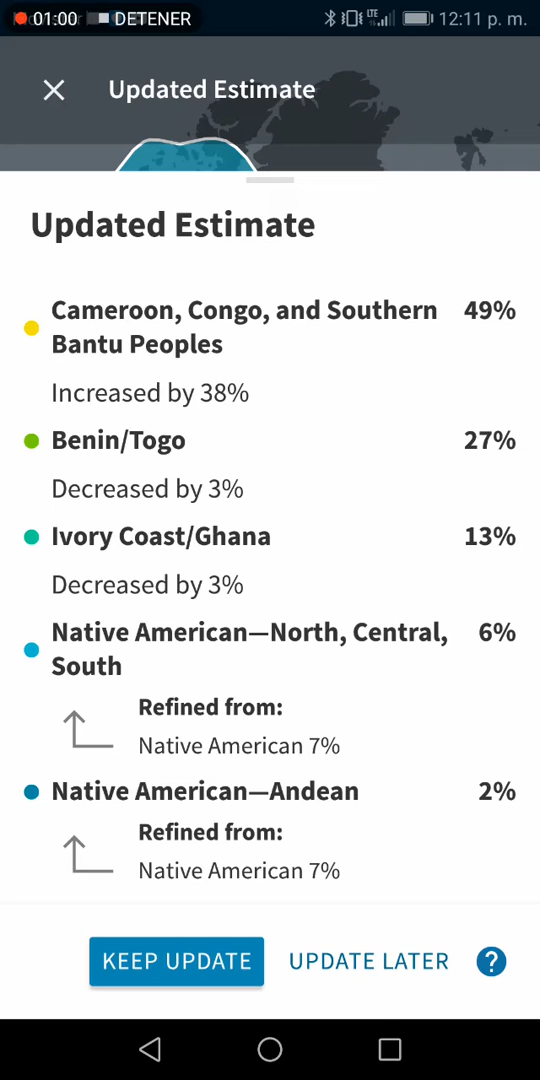 01:00 DETENER LTE 12:11 p. m.
Updated Estimate
Updated Estimate
Cameroon, Congo, and Southern 49%
Bantu Peoples
Increased by 38%
Benin/Togo 27%
Decreased by 3%
Ivory Coast/Ghana 13%
Decreased by 3%
Native American—North, Central, 6%
South
Refined from:
Native American 7%
Native American—Andean 2%
Refined from:
Native American 7%
KEEP UPDATE UPDATE LATER ?